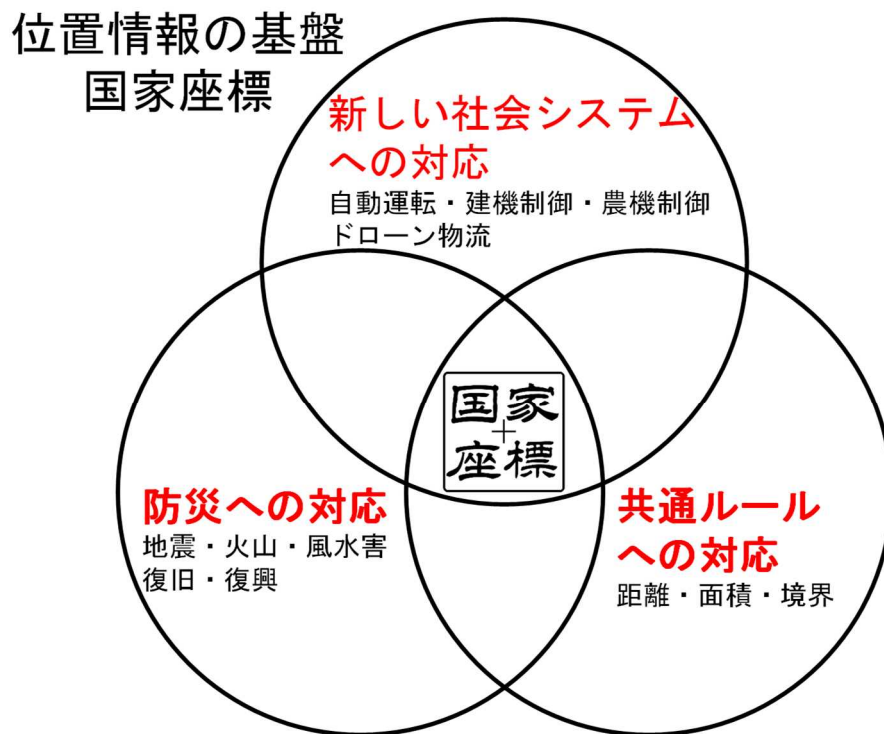 位置情報の基盤
国家座標
新しい社会システム
への対応
自動運転・建機制御・農機制御
ドローン物流
国家
座標
防災への対応
地震・火山・風水害
復旧・復興
共通ルール
への対応
距離・面積・境界